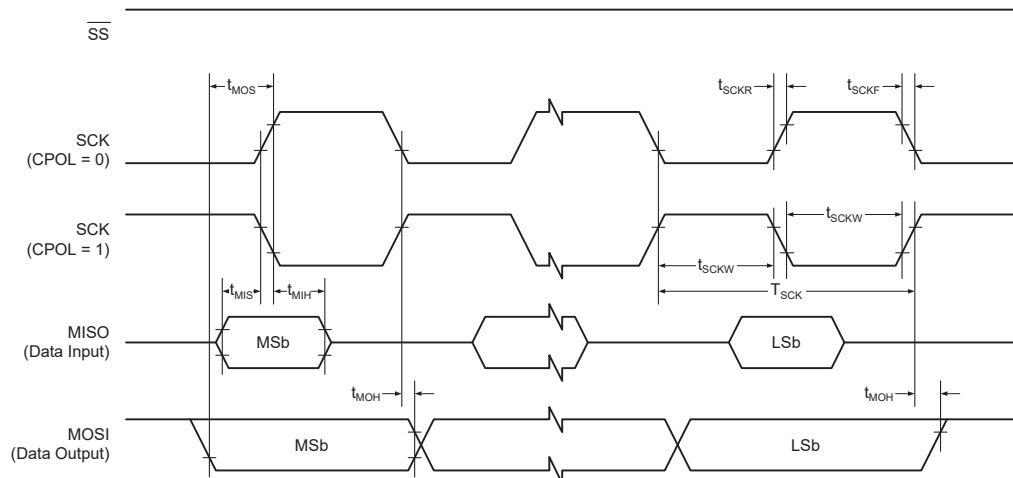 SS
tMOS
tSCKR
tSCKF
SCK
(CPOL = 0)
SCK
(CPOL = 1)
tSCKW
tSCKW
TSCK
tMIS
tMIH
MISO
(Data Input)
MSb
LSb
tMOH
tMOH
MOSI
(Data Output)
MSb
LSb